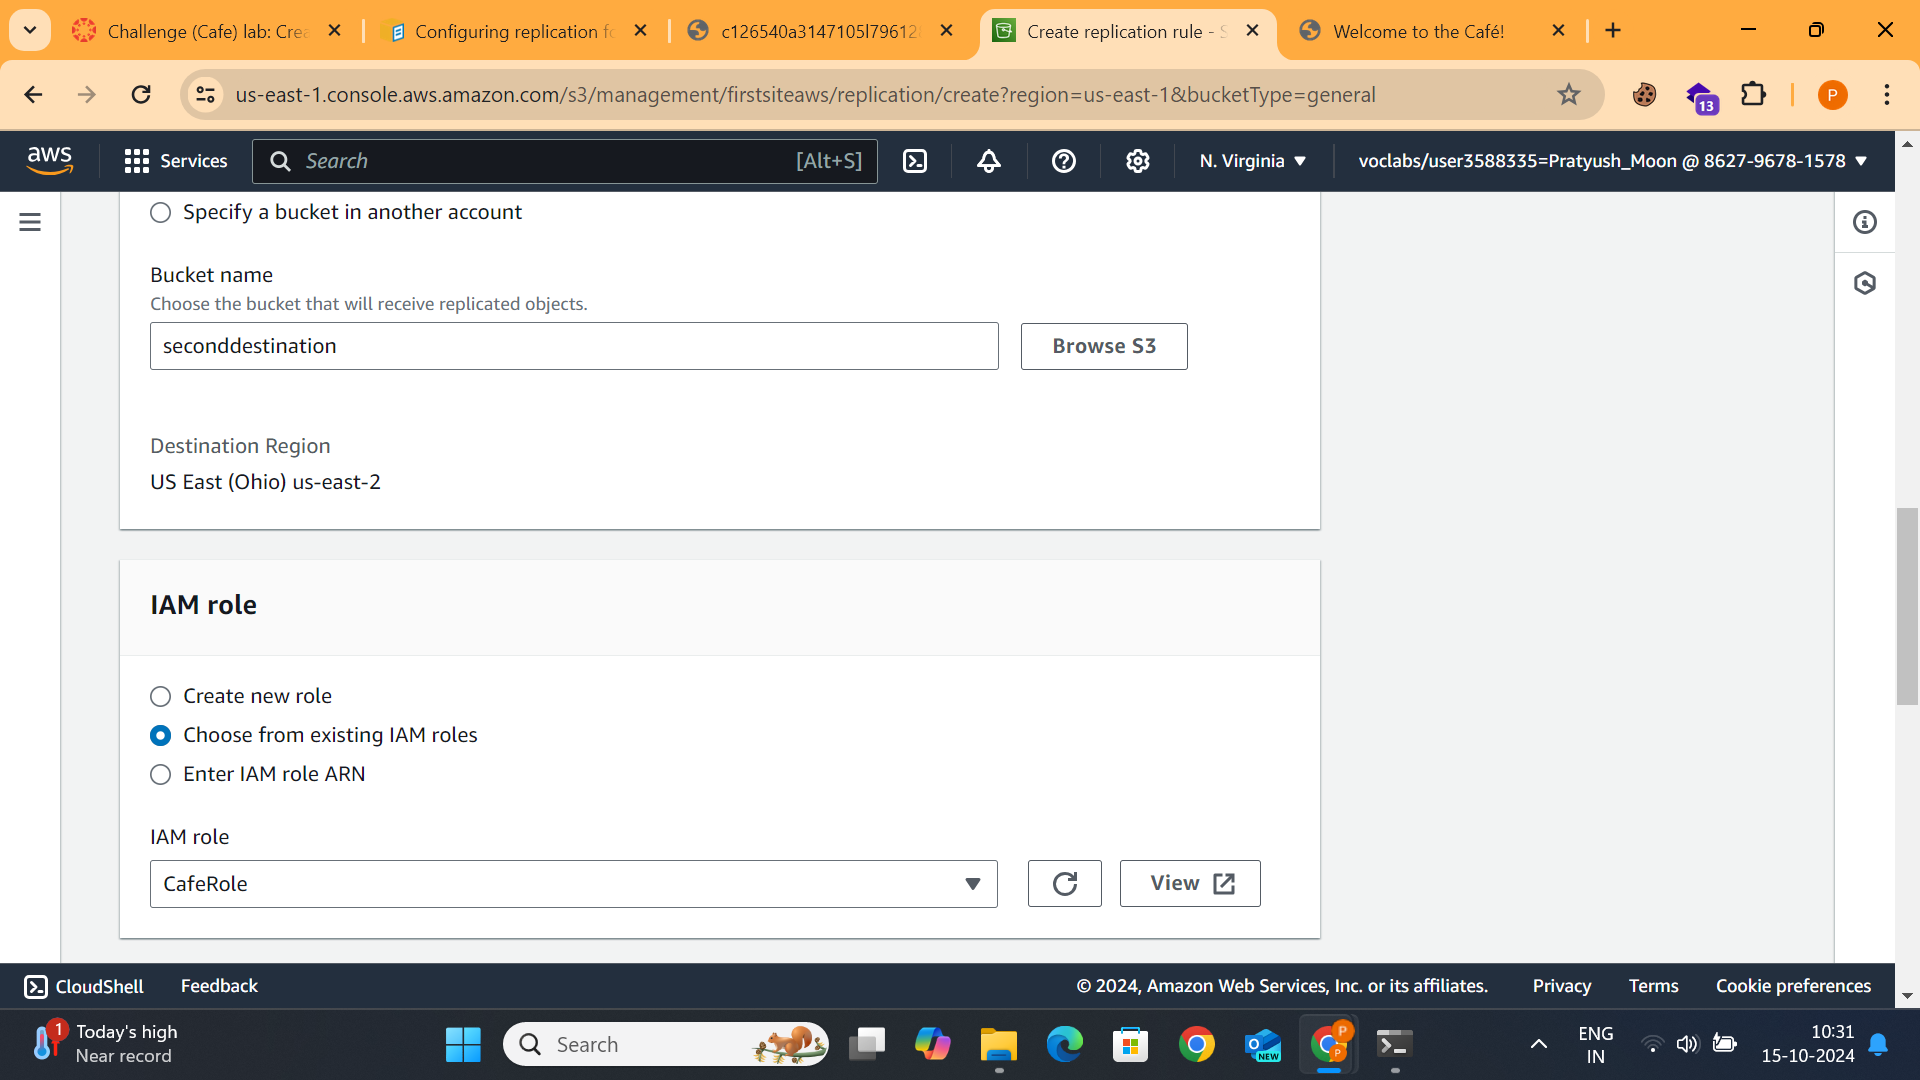 Challenge (Cafe) lab: Crea
Configuring replication fo
c126540a3147105l79612
Create replication rule - S
Welcome to the Café!
us-east-1.console.aws.amazon.com/s3/management/firstsiteaws/replication/create?region=us-east-1&bucketType=general
13
P
aws
Services
Search
[Alt+S]
N. Virginia
voclabs/user3588335=Pratyush_Moon @ 8627-9678-1578
Specify a bucket in another account
Bucket name
Choose the bucket that will receive replicated objects.
seconddestination
Browse S3
Destination Region
US East (Ohio) us-east-2
IAM role
Create new role
Choose from existing IAM roles
Enter IAM role ARN
IAM role
CafeRole
View
CloudShell
Feedback
© 2024, Amazon Web Services, Inc. or its affiliates.
Privacy
Terms
Cookie preferences
1
Today's high
Near record
Search
NEW
P
P
ENG
IN
10:31
15-10-2024